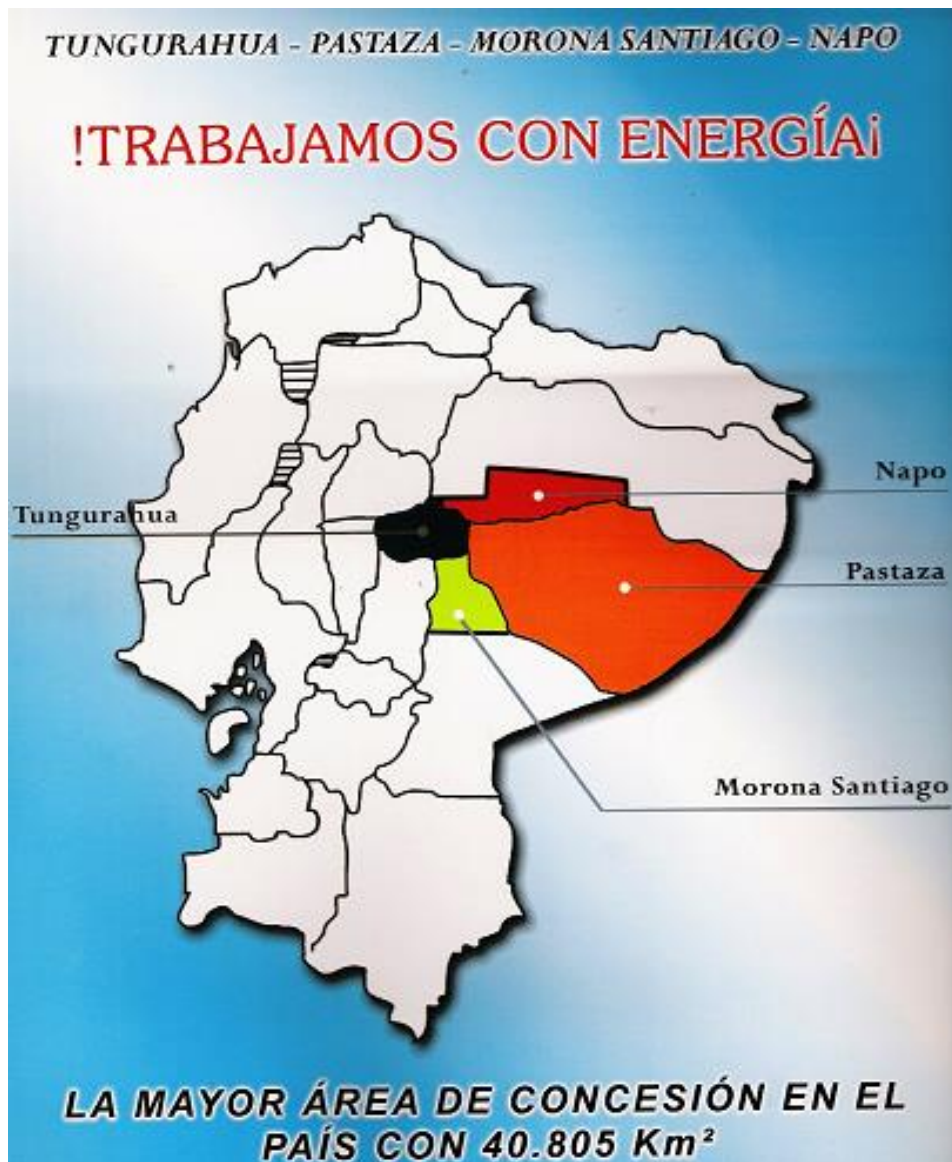 TUNGURAHUA - PASTAZA - MORONA SANTIAGO - NAPO
!TRABAJAMOS CON ENERGÍA¡
Napo
Tungurahua
Pastaza
Morona Santiago
LA MAYOR ÁREA DE CONCESIÓN EN EL
PAÍS CON 40.805 Km²